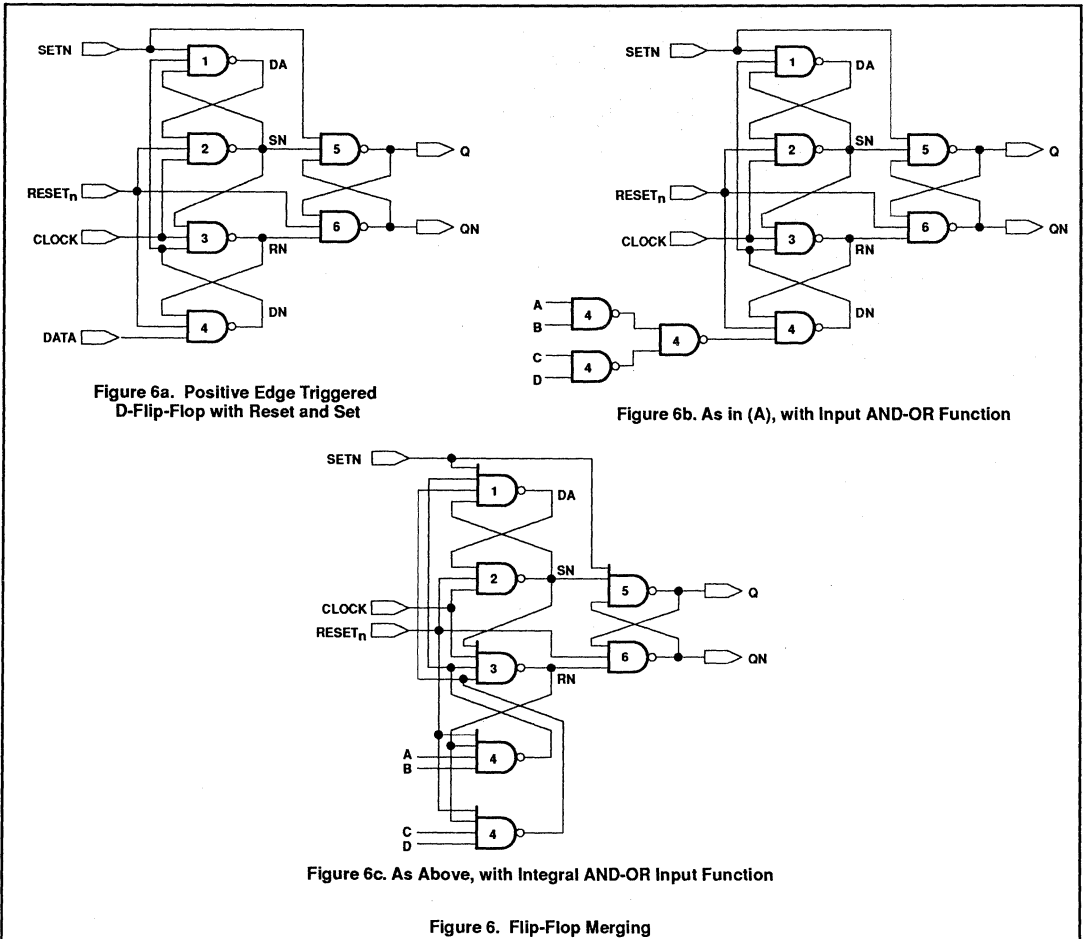 SETN
1
DA
2
SN
5
Q
RESETn
CLOCK
3
RN
6
QN
DN
DATA
4
Figure 6a. Positive Edge Triggered
D-Flip-Flop with Reset and Set
SETN
1
DA
2
SN
5
Q
RESETn
CLOCK
3
RN
6
QN
DN
A
B
4
4
4
C
D
4
Figure 6b. As in (A), with Input AND-OR Function
SETN
1
DA
2
SN
5
Q
CLOCK
RESETn
3
RN
6
QN
A
B
4
C
D
4
Figure 6c. As Above, with Integral AND-OR Input Function
Figure 6. Flip-Flop Merging